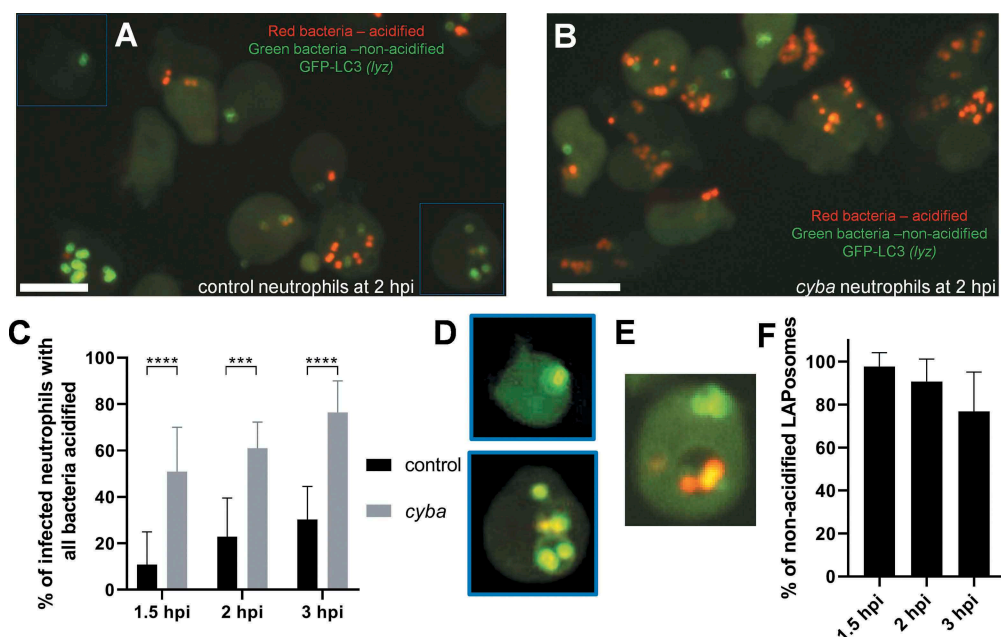 A
Red bacteria – acidified
Green bacteria –non-acidified
GFP-LC3 (lyz)
control neutrophils at 2 hpi
B
Red bacteria – acidified
Green bacteria –non-acidified
GFP-LC3 (lyz)
cyba neutrophils at 2 hpi
C
% of infected neutrophils with
all bacteria acidified
100
80
60
40
20
0
****
***
****
1.5 hpi
2 hpi
3 hpi
control
cyba
D
E
F
% of non-acidified LAPosomes
100
80
60
40
20
0
1.5 hpi
2 hpi
3 hpi